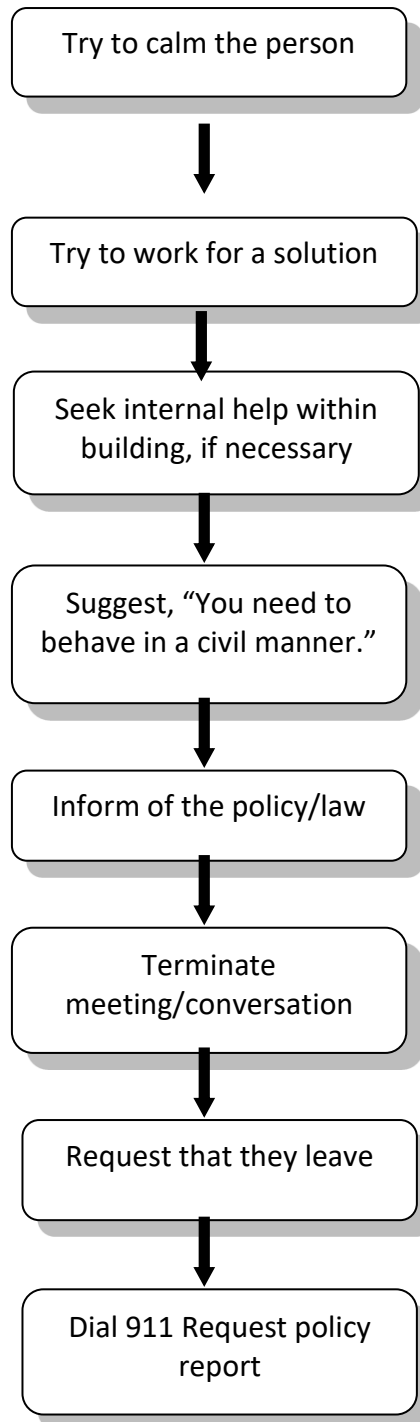 Try to calm the person
Try to work for a solution
Seek internal help within
building, if necessary
Suggest, “You need to
behave in a civil manner.”
Inform of the policy/law
Terminate
meeting/conversation
Request that they leave
Dial 911 Request policy
report